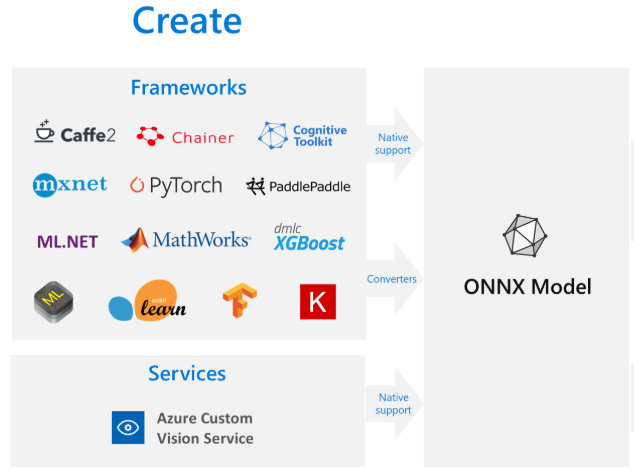 Create
Frameworks
Caffe2
Chainer
Cognitive
Toolkit
Native
support
mxnet
PyTorch
PaddlePaddle
ML.NET
MathWorks®
dmlc
XGBoost
Converters
ONNX Model
ML
scikit
learn
K
Services
Azure Custom
Vision Service
Native
support